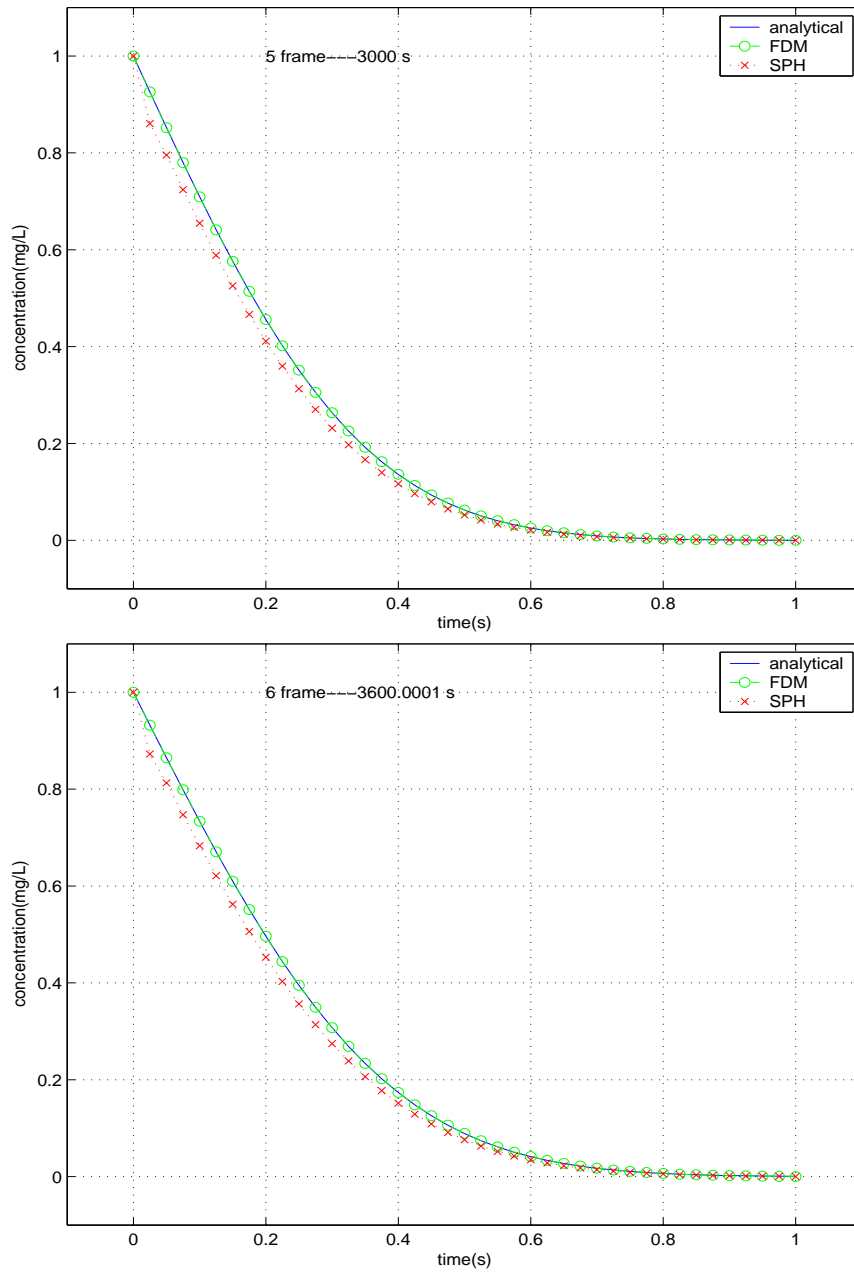 analytical
FDM
SPH
5 frame−−−3000 s
1
0.8
0.6
0.4
0.2
0
concentration(mg/L)
0 0.2 0.4 0.6 0.8 1
time(s)
analytical
FDM
SPH
6 frame−−−3600.0001 s
1
0.8
0.6
0.4
0.2
0
concentration(mg/L)
0 0.2 0.4 0.6 0.8 1
time(s)